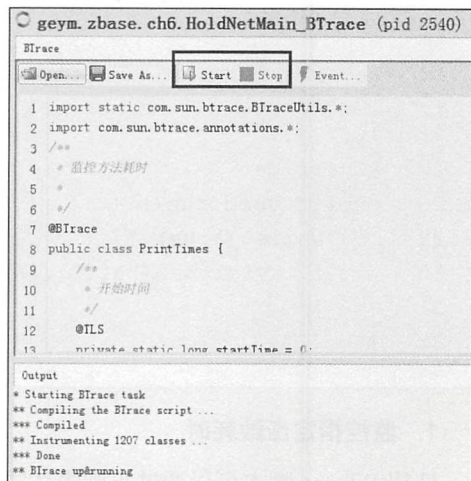 geym.zbase.ch6.HoldNetMain_BTrace (pid 2540)
BTrace
Open... Save As... Start Stop Event...
1 import static com.sun.btrace.BTraceUtils.*;
2 import com.sun.btrace.annotations.*;
3 /**
4 * 监控方法耗时
5 *
6 */
7 @BTrace
8 public class PrintTimes {
9 /**
10 * 开始时间
11 */
12 @TLS
13 private static long startTime = 0;
Output
* Starting BTrace task
** Compiling the BTrace script ...
*** Compiled
** Instrumenting 1207 classes ...
*** Done
** BTrace up&running